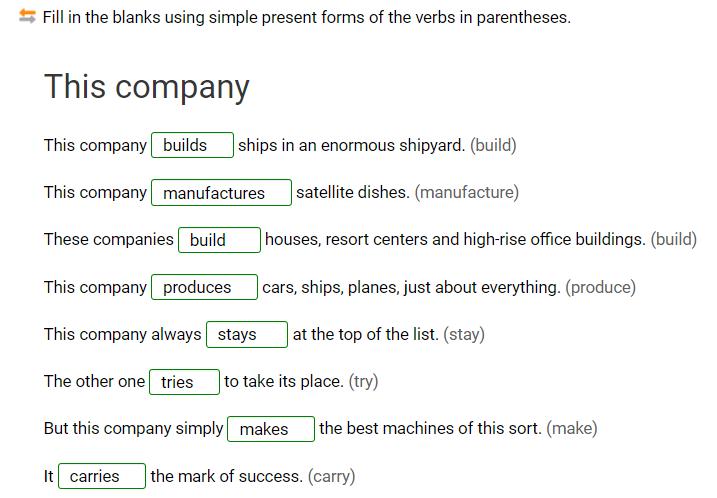 Fill in the blanks using simple present forms of the verbs in parentheses.
This company
This company builds ships in an enormous shipyard. (build)
This company manufactures satellite dishes. (manufacture)
These companies build houses, resort centers and high-rise office buildings. (build)
This company produces cars, ships, planes, just about everything. (produce)
This company always stays at the top of the list. (stay)
The other one tries to take its place. (try)
But this company simply makes the best machines of this sort. (make)
It carries the mark of success. (carry)